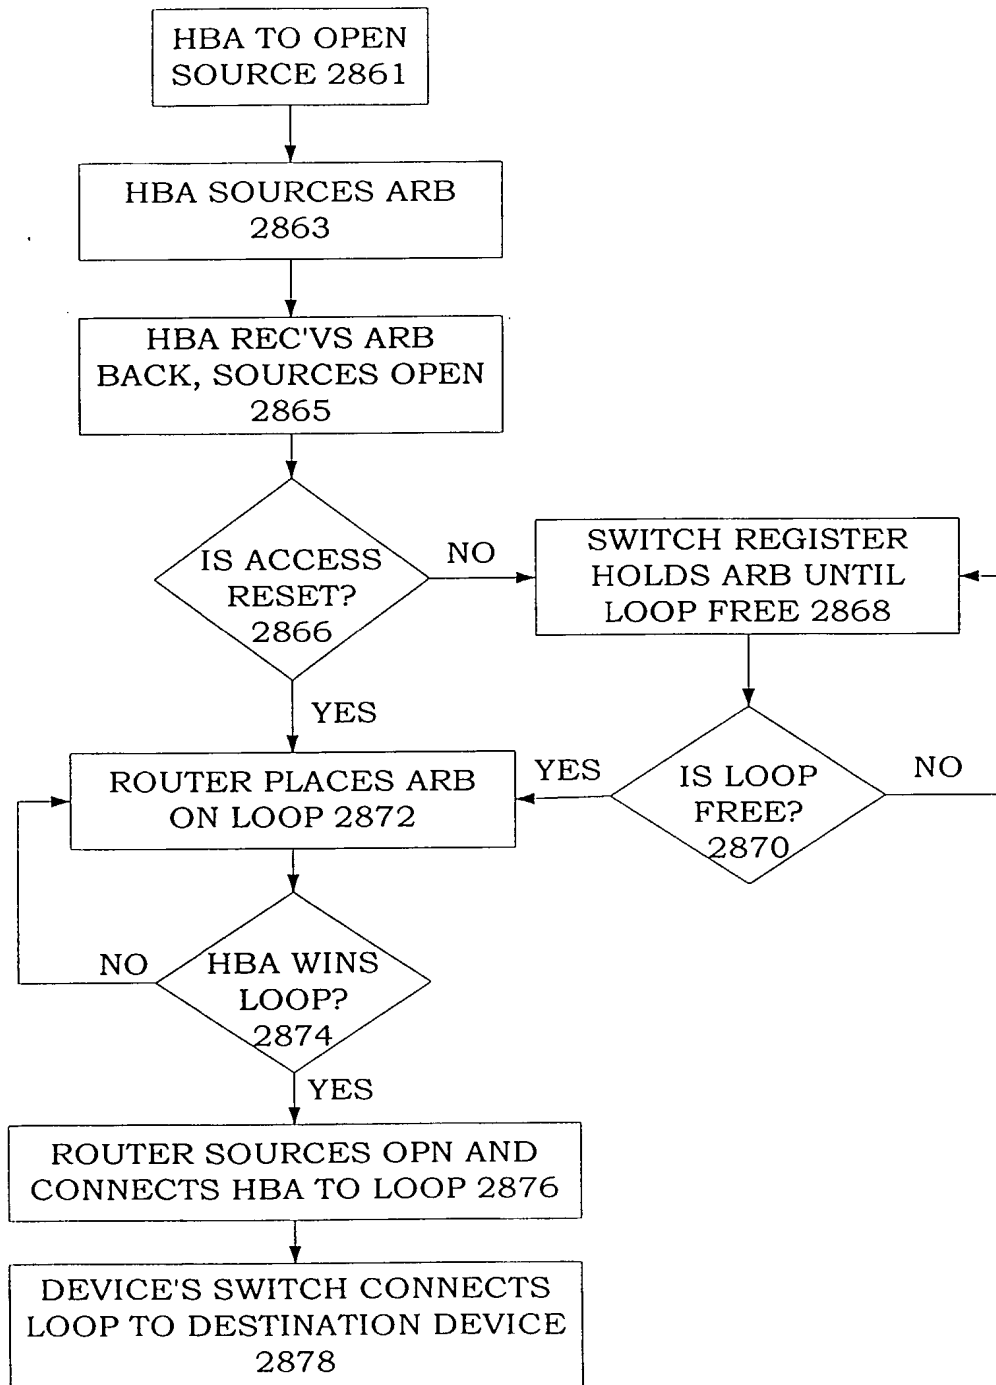 HBA TO OPEN
SOURCE 2861
HBA SOURCES ARB
2863
HBA REC'VS ARB
BACK, SOURCES OPEN
2865
IS ACCESS
RESET?
2866
NO
SWITCH REGISTER
HOLDS ARB UNTIL
LOOP FREE 2868
YES
ROUTER PLACES ARB
ON LOOP 2872
YES
IS LOOP
FREE?
2870
NO
NO
HBA WINS
LOOP?
2874
YES
ROUTER SOURCES OPN AND
CONNECTS HBA TO LOOP 2876
DEVICE'S SWITCH CONNECTS
LOOP TO DESTINATION DEVICE
2878